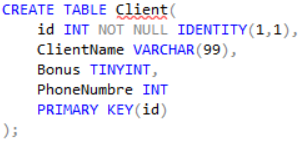 CREATE TABLE Client(
id INT NOT NULL IDENTITY(1,1),
ClientName VARCHAR(99),
Bonus TINYINT,
PhoneNumbre INT
PRIMARY KEY(id)
);